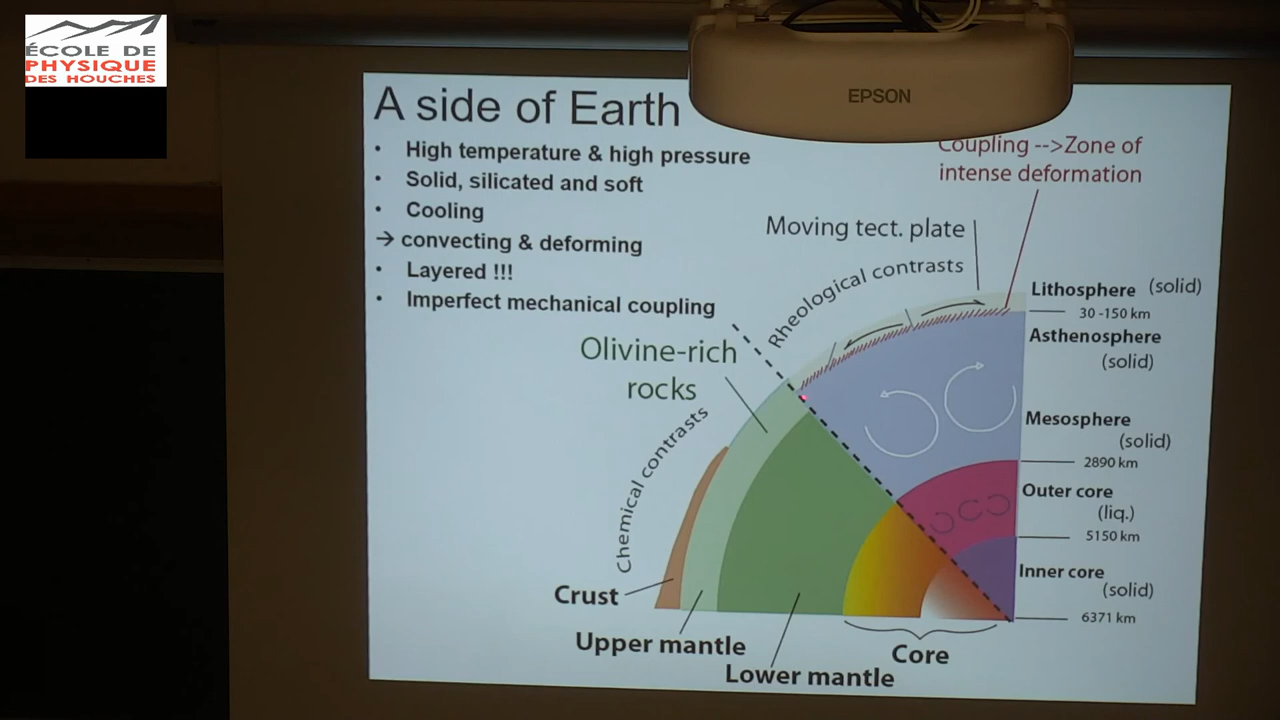 ÉCOLE DE
PHYSIQUE
DES HOUCHES
EPSON
A side of Earth
• High temperature & high pressure
• Solid, silicated and soft
• Cooling
→ convecting & deforming
• Layered !!!
• Imperfect mechanical coupling
Coupling -->Zone of
intense deformation
Moving tect. plate
Rheological contrasts
Lithosphere (solid)
30 -150 km
Asthenosphere
(solid)
Olivine-rich
rocks
Chemical contrasts
Mesosphere
(solid)
2890 km
Outer core
(liq.)
5150 km
Inner core
(solid)
6371 km
Crust
Upper mantle
Lower mantle
Core